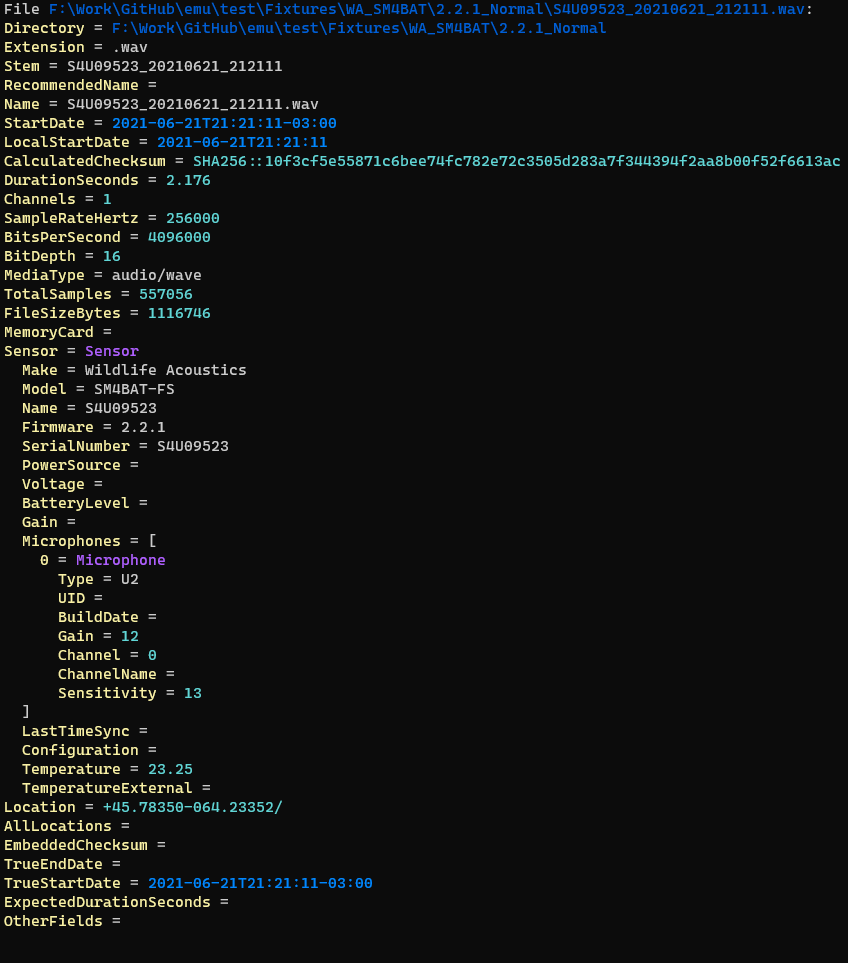 File F:\Work\GitHub\emu\test\Fixtures\WA_SM4BAT\2.2.1_Normal\S4U09523_20210621_212111.wav:
Directory = F:\Work\GitHub\emu\test\Fixtures\WA_SM4BAT\2.2.1_Normal
Extension = .wav
Stem = S4U09523_20210621_212111
RecommendedName =
Name = S4U09523_20210621_212111.wav
StartDate = 2021-06-21T21:21:11-03:00
LocalStartDate = 2021-06-21T21:21:11
CalculatedChecksum = SHA256::10f3cf5e55871c6bee74fc782e72c3505d283a7f344394f2aa8b00f52f6613ac
DurationSeconds = 2.176
Channels = 1
SampleRateHertz = 256000
BitsPerSecond = 4096000
BitDepth = 16
MediaType = audio/wave
TotalSamples = 557056
FileSizeBytes = 1116746
MemoryCard =
Sensor = Sensor
  Make = Wildlife Acoustics
  Model = SM4BAT-FS
  Name = S4U09523
  Firmware = 2.2.1
  SerialNumber = S4U09523
  PowerSource =
  Voltage =
  BatteryLevel =
  Gain =
  Microphones = [
    0 = Microphone
      Type = U2
      UID =
      BuildDate =
      Gain = 12
      Channel = 0
      ChannelName =
      Sensitivity = 13
  ]
  LastTimeSync =
  Configuration =
  Temperature = 23.25
  TemperatureExternal =
Location = +45.78350-064.23352/
AllLocations =
EmbeddedChecksum =
TrueEndDate =
TrueStartDate = 2021-06-21T21:21:11-03:00
ExpectedDurationSeconds =
OtherFields =